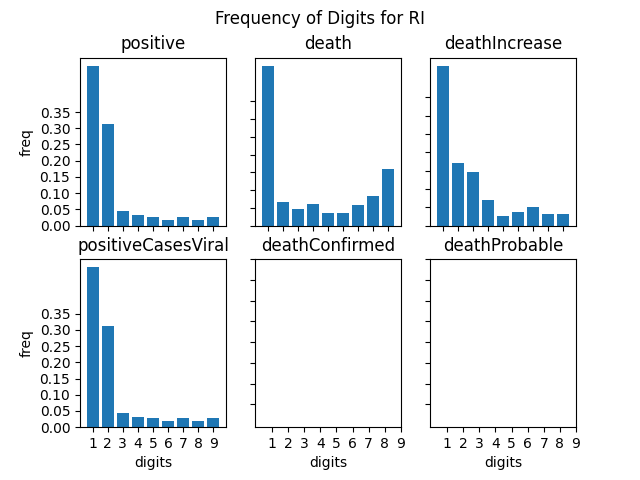 Frequency of Digits for RI
positive death deathIncrease
0.35
0.30
0.25
0.20
0.15
0.10
0.05
0.00
freq
positiveCasesViral deathConfirmed deathProbable
0.35
0.30
0.25
0.20
0.15
0.10
0.05
0.00
freq
1 2 3 4 5 6 7 8 9 1 2 3 4 5 6 7 8 9 1 2 3 4 5 6 7 8 9
digits digits digits